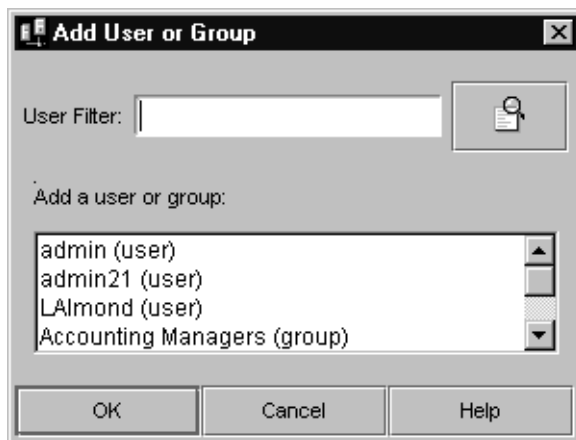 Add User or Group
User Filter:
Add a user or group:
admin (user)
admin21 (user)
LAlmond (user)
Accounting Managers (group)
OK
Cancel
Help